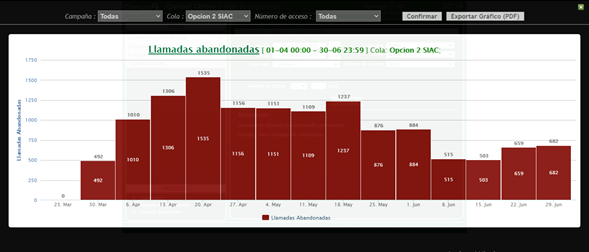 Campaña : Todas Cola : Opcion 2 SIAC Número de acceso : Todas Confirmar Exportar Gráfico (PDF)
Llamadas abandonadas [ 01-04 00:00 - 30-06 23:59 ] Cola: Opcion 2 SIAC;
Llamadas Abandonadas
1750
1500
1250
1000
750
500
250
0
0 492 1010 1306 1535 1156 1151 1109 1237 876 884 515 503 659 682
492 1010 1306 1535 1156 1151 1109 1237 876 884 515 503 659 682
23. Mar 30. Mar 6. Apr 13. Apr 20. Apr 27. Apr 4. May 11. May 18. May 25. May 1. Jun 8. Jun 15. Jun 22. Jun 29. Jun
Llamadas Abandonadas